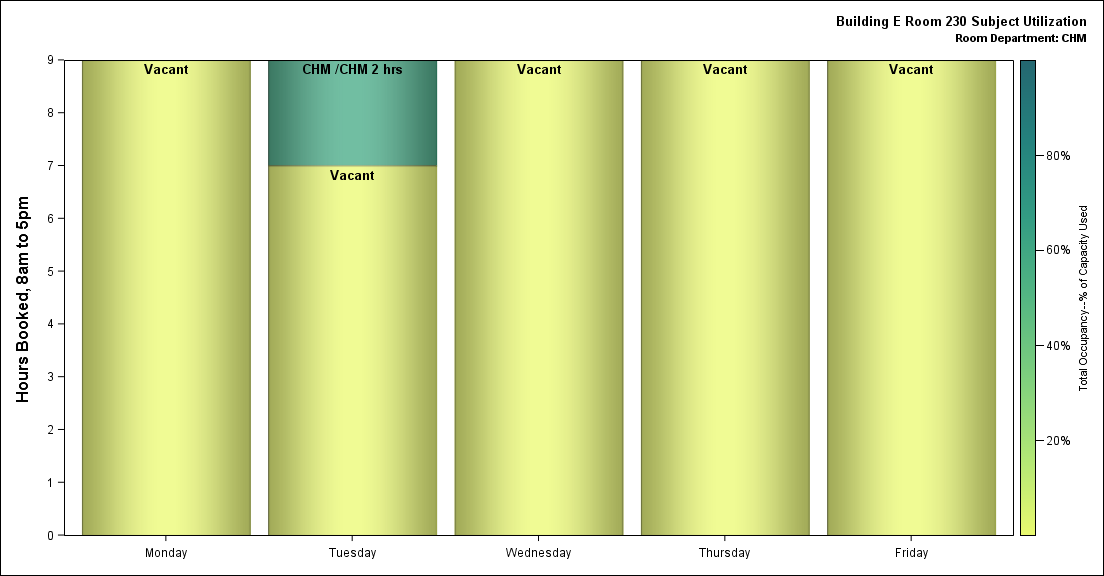 Building E Room 230 Subject Utilization
Room Department: CHM
Hours Booked, 8am to 5pm
9
8
7
6
5
4
3
2
1
0
Vacant
CHM /CHM 2 hrs
Vacant
Vacant
Vacant
Vacant
Monday
Tuesday
Wednesday
Thursday
Friday
80%
60%
40%
20%
Total Occupancy--% of Capacity Used